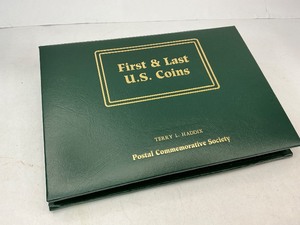 First & Last
U.S. Coins
TERRY L. HADDIX
Postal Commemorative Society